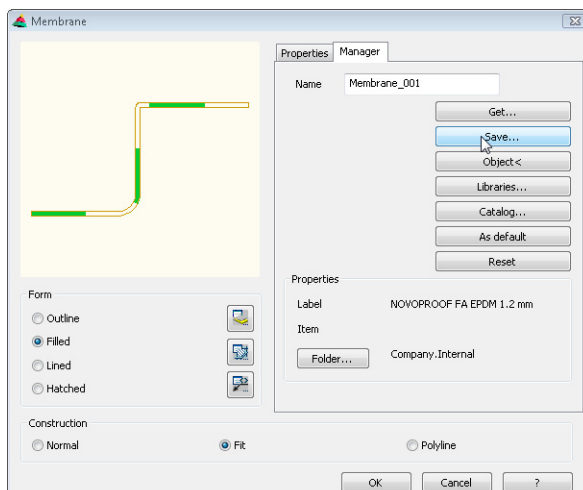 Membrane
Properties
Manager
Name
Membrane_001
Get...
Save...
Object<
Libraries...
Catalog...
As default
Reset
Properties
Label NOVOPROOF FA EPDM 1.2 mm
Item
Folder... Company.Internal
Form
Outline
Filled
Lined
Hatched
Construction
Normal
Fit
Polyline
OK
Cancel
?